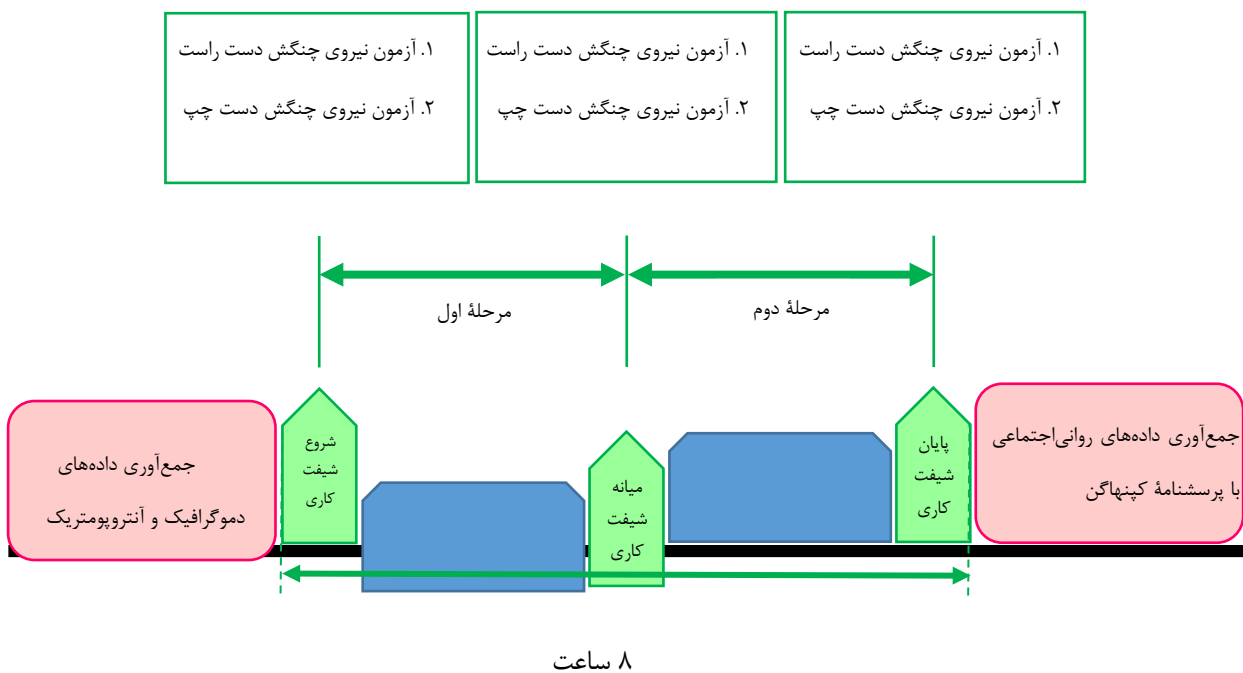 ۱. آزمون نیروی چنگش دست راست
۲. آزمون نیروی چنگش دست چپ
۱. آزمون نیروی چنگش دست راست
۲. آزمون نیروی چنگش دست چپ
۱. آزمون نیروی چنگش دست راست
۲. آزمون نیروی چنگش دست چپ
مرحلهٔ اول
مرحلهٔ دوم
جمع‌آوری داده‌های
دموگرافیک و آنتروپومتریک
شروع
شیفت
کاری
میانه
شیفت
کاری
پایان
شیفت
کاری
جمع‌آوری داده‌های روانی‌اجتماعی
با پرسشنامهٔ کپنهاگن
۸ ساعت